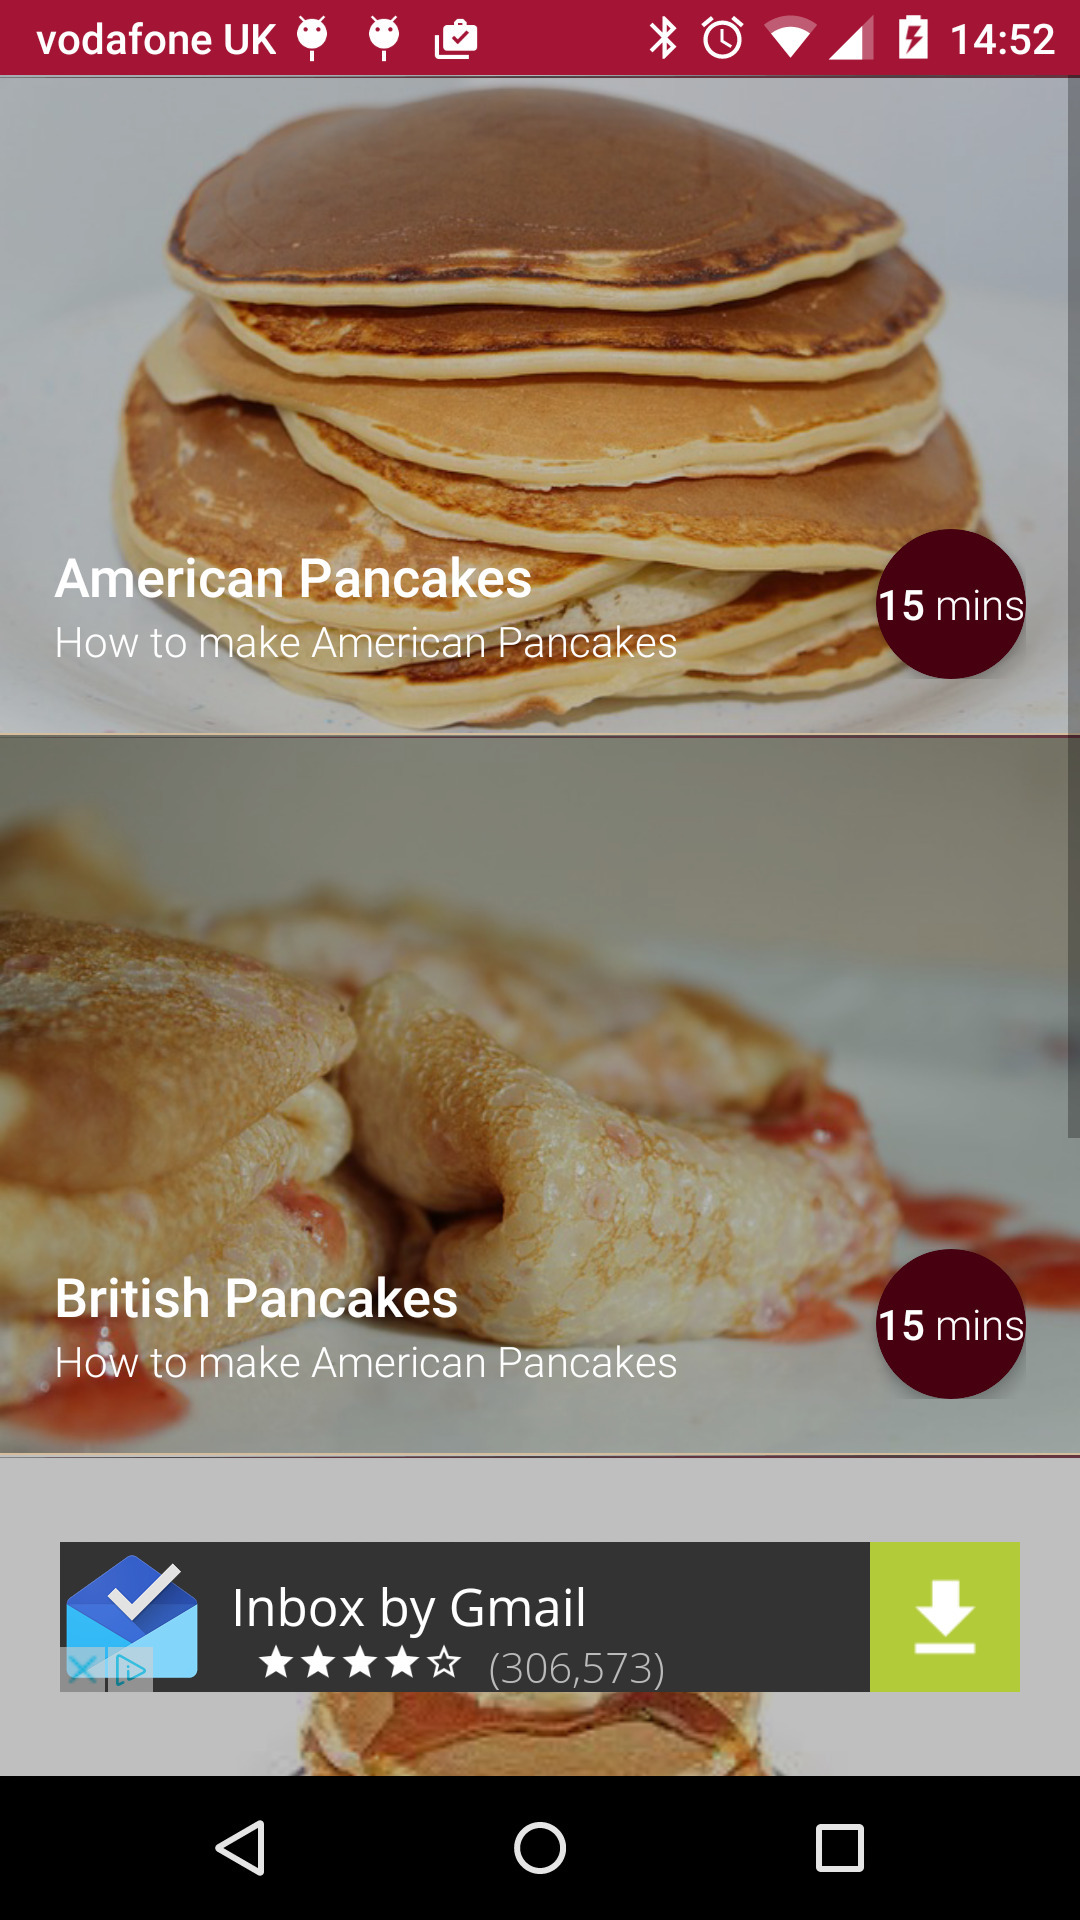 vodafone UK 14:52
American Pancakes
How to make American Pancakes
15 mins
British Pancakes
How to make American Pancakes
15 mins
Inbox by Gmail
(306,573)